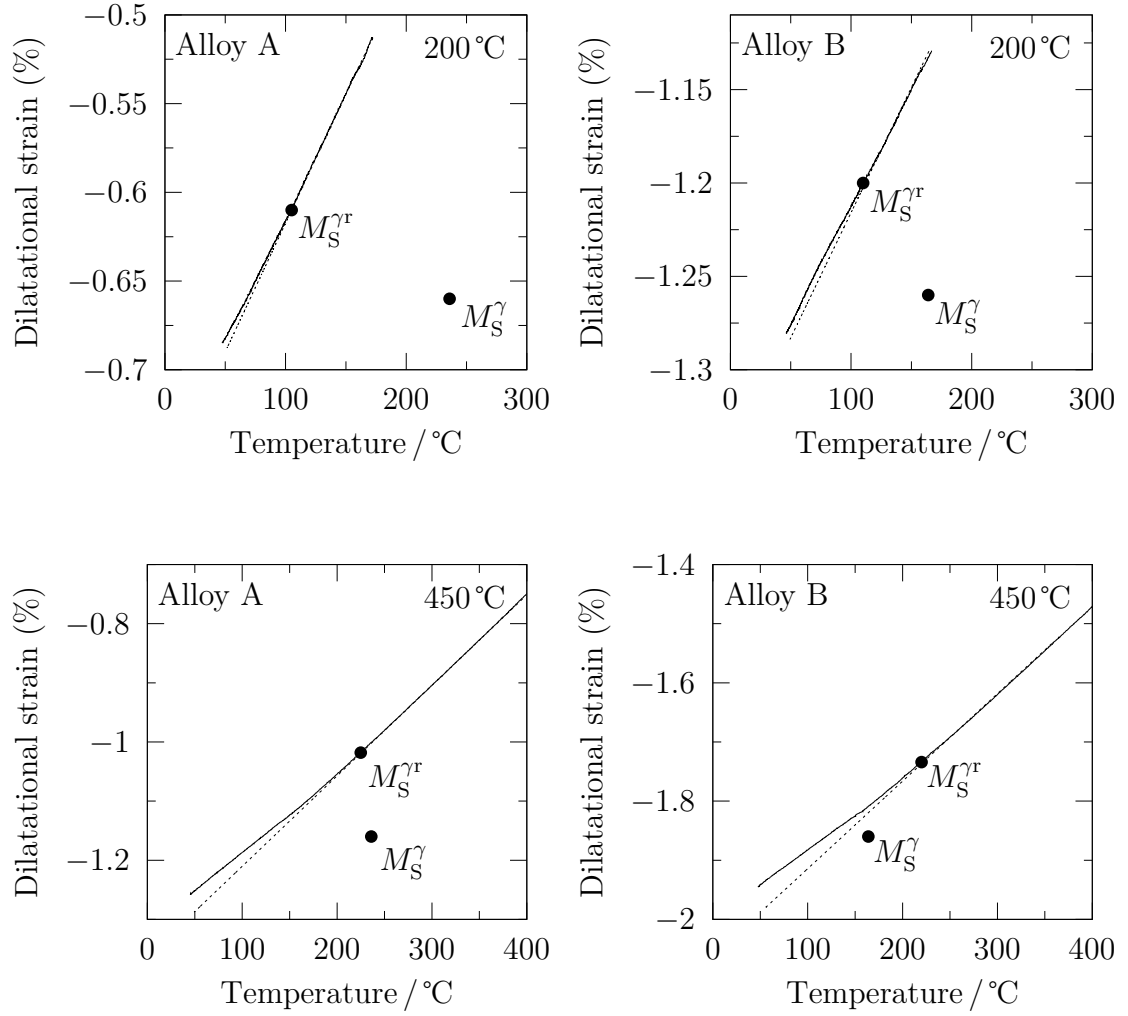 Alloy A
200 °C
Dilatational strain (%)
−0.5
−0.55
−0.6
−0.65
−0.7
M_S^γr
M_S^γ
0 100 200 300
Temperature / °C
Alloy B
200 °C
Dilatational strain (%)
−1.15
−1.2
−1.25
−1.3
M_S^γr
M_S^γ
0 100 200 300
Temperature / °C
Alloy A
450 °C
Dilatational strain (%)
−0.8
−1
−1.2
M_S^γr
M_S^γ
0 100 200 300 400
Temperature / °C
Alloy B
450 °C
Dilatational strain (%)
−1.4
−1.6
−1.8
−2
M_S^γr
M_S^γ
0 100 200 300 400
Temperature / °C